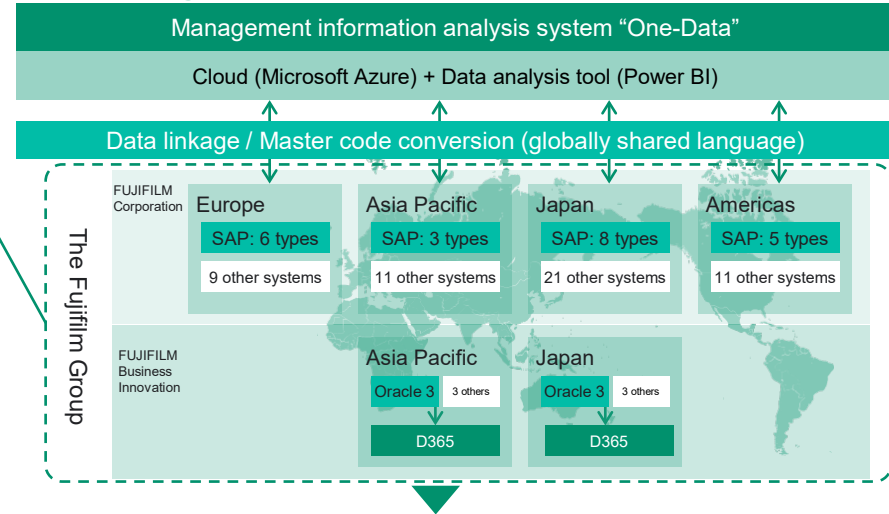 Management information analysis system “One-Data”
Cloud (Microsoft Azure) + Data analysis tool (Power BI)
Data linkage / Master code conversion (globally shared language)
The Fujifilm Group
FUJIFILM
Corporation
Europe
SAP: 6 types
9 other systems
Asia Pacific
SAP: 3 types
11 other systems
Japan
SAP: 8 types
21 other systems
Americas
SAP: 5 types
11 other systems
FUJIFILM
Business
Innovation
Asia Pacific
Oracle 3
3 others
D365
Japan
Oracle 3
3 others
D365